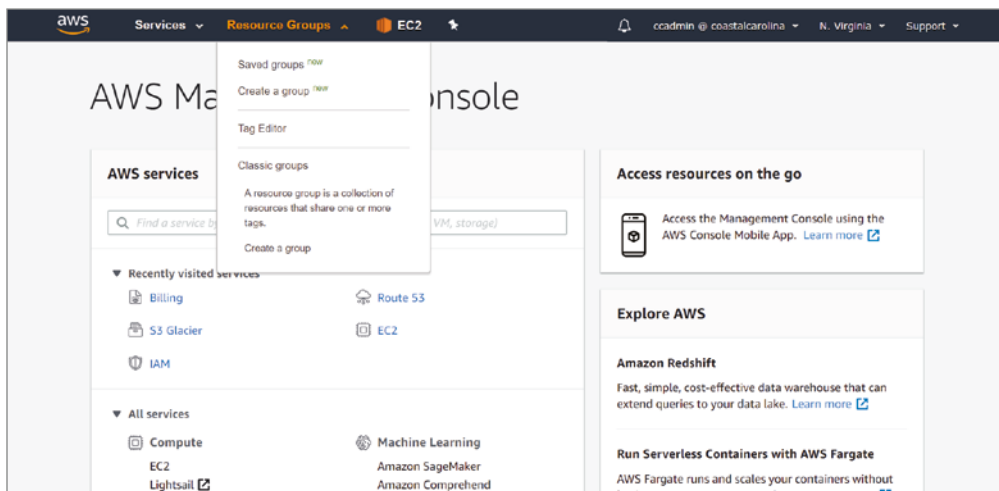 aws Services Resource Groups EC2 ccadmin @ coastalcarolina N. Virginia Support
Saved groups new
Create a group new
Tag Editor
Classic groups
A resource group is a collection of
resources that share one or more
tags.
Create a group
AWS Ma onsole
AWS services
Find a service by VM, storage)
Recently visited services
Billing
Route 53
S3 Glacier
EC2
IAM
All services
Compute
EC2
Lightsail
Machine Learning
Amazon SageMaker
Amazon Comprehend
Access resources on the go
Access the Management Console using the
AWS Console Mobile App. Learn more
Explore AWS
Amazon Redshift
Fast, simple, cost-effective data warehouse that can
extend queries to your data lake. Learn more
Run Serverless Containers with AWS Fargate
AWS Fargate runs and scales your containers without